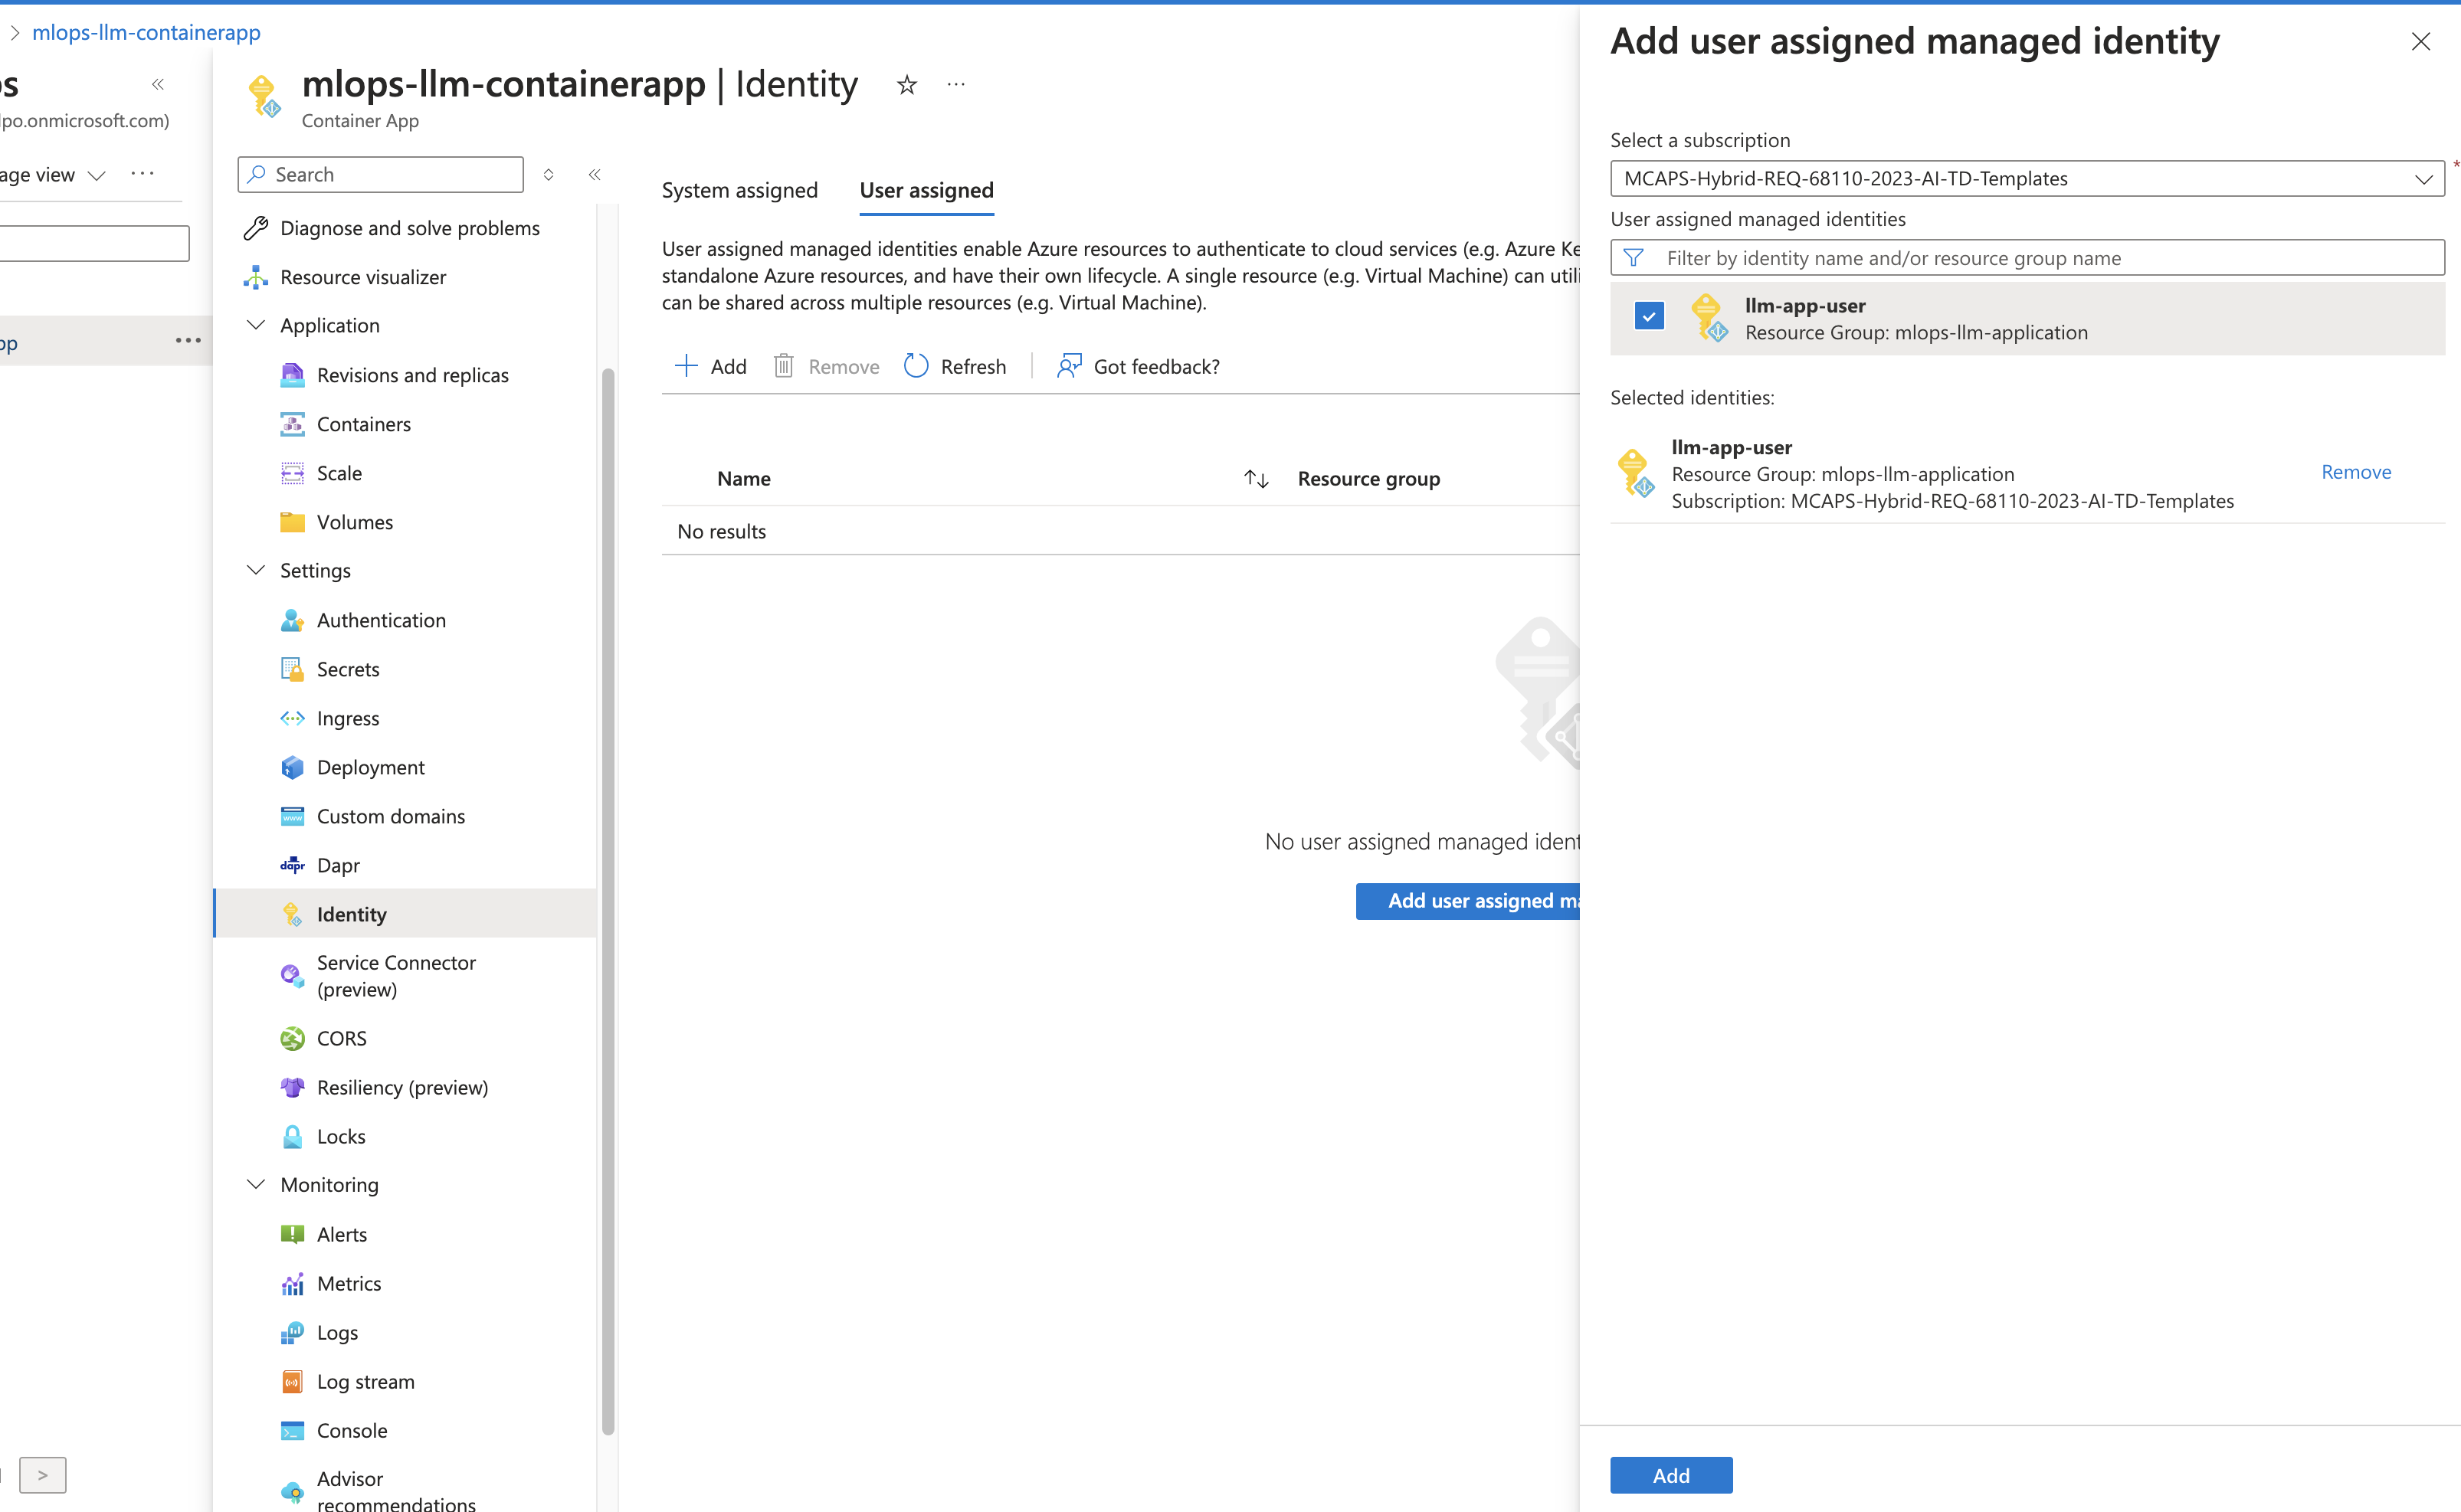 mlops-llm-containerapp
mlops-llm-containerapp | Identity
Container App
lpo.onmicrosoft.com)
age view
Search
Diagnose and solve problems
Resource visualizer
Application
Revisions and replicas
Containers
Scale
Volumes
Settings
Authentication
Secrets
Ingress
Deployment
Custom domains
Dapr
Identity
Service Connector
(preview)
CORS
Resiliency (preview)
Locks
Monitoring
Alerts
Metrics
Logs
Log stream
Console
Advisor
recommendations
System assigned
User assigned
User assigned managed identities enable Azure resources to authenticate to cloud services (e.g. Azure Ke
standalone Azure resources, and have their own lifecycle. A single resource (e.g. Virtual Machine) can utili
can be shared across multiple resources (e.g. Virtual Machine).
Add
Remove
Refresh
Got feedback?
Name
Resource group
No results
No user assigned managed ident
Add user assigned ma
Add user assigned managed identity
Select a subscription
MCAPS-Hybrid-REQ-68110-2023-AI-TD-Templates
*
User assigned managed identities
Filter by identity name and/or resource group name
llm-app-user
Resource Group: mlops-llm-application
Selected identities:
llm-app-user
Resource Group: mlops-llm-application
Subscription: MCAPS-Hybrid-REQ-68110-2023-AI-TD-Templates
Remove
Add